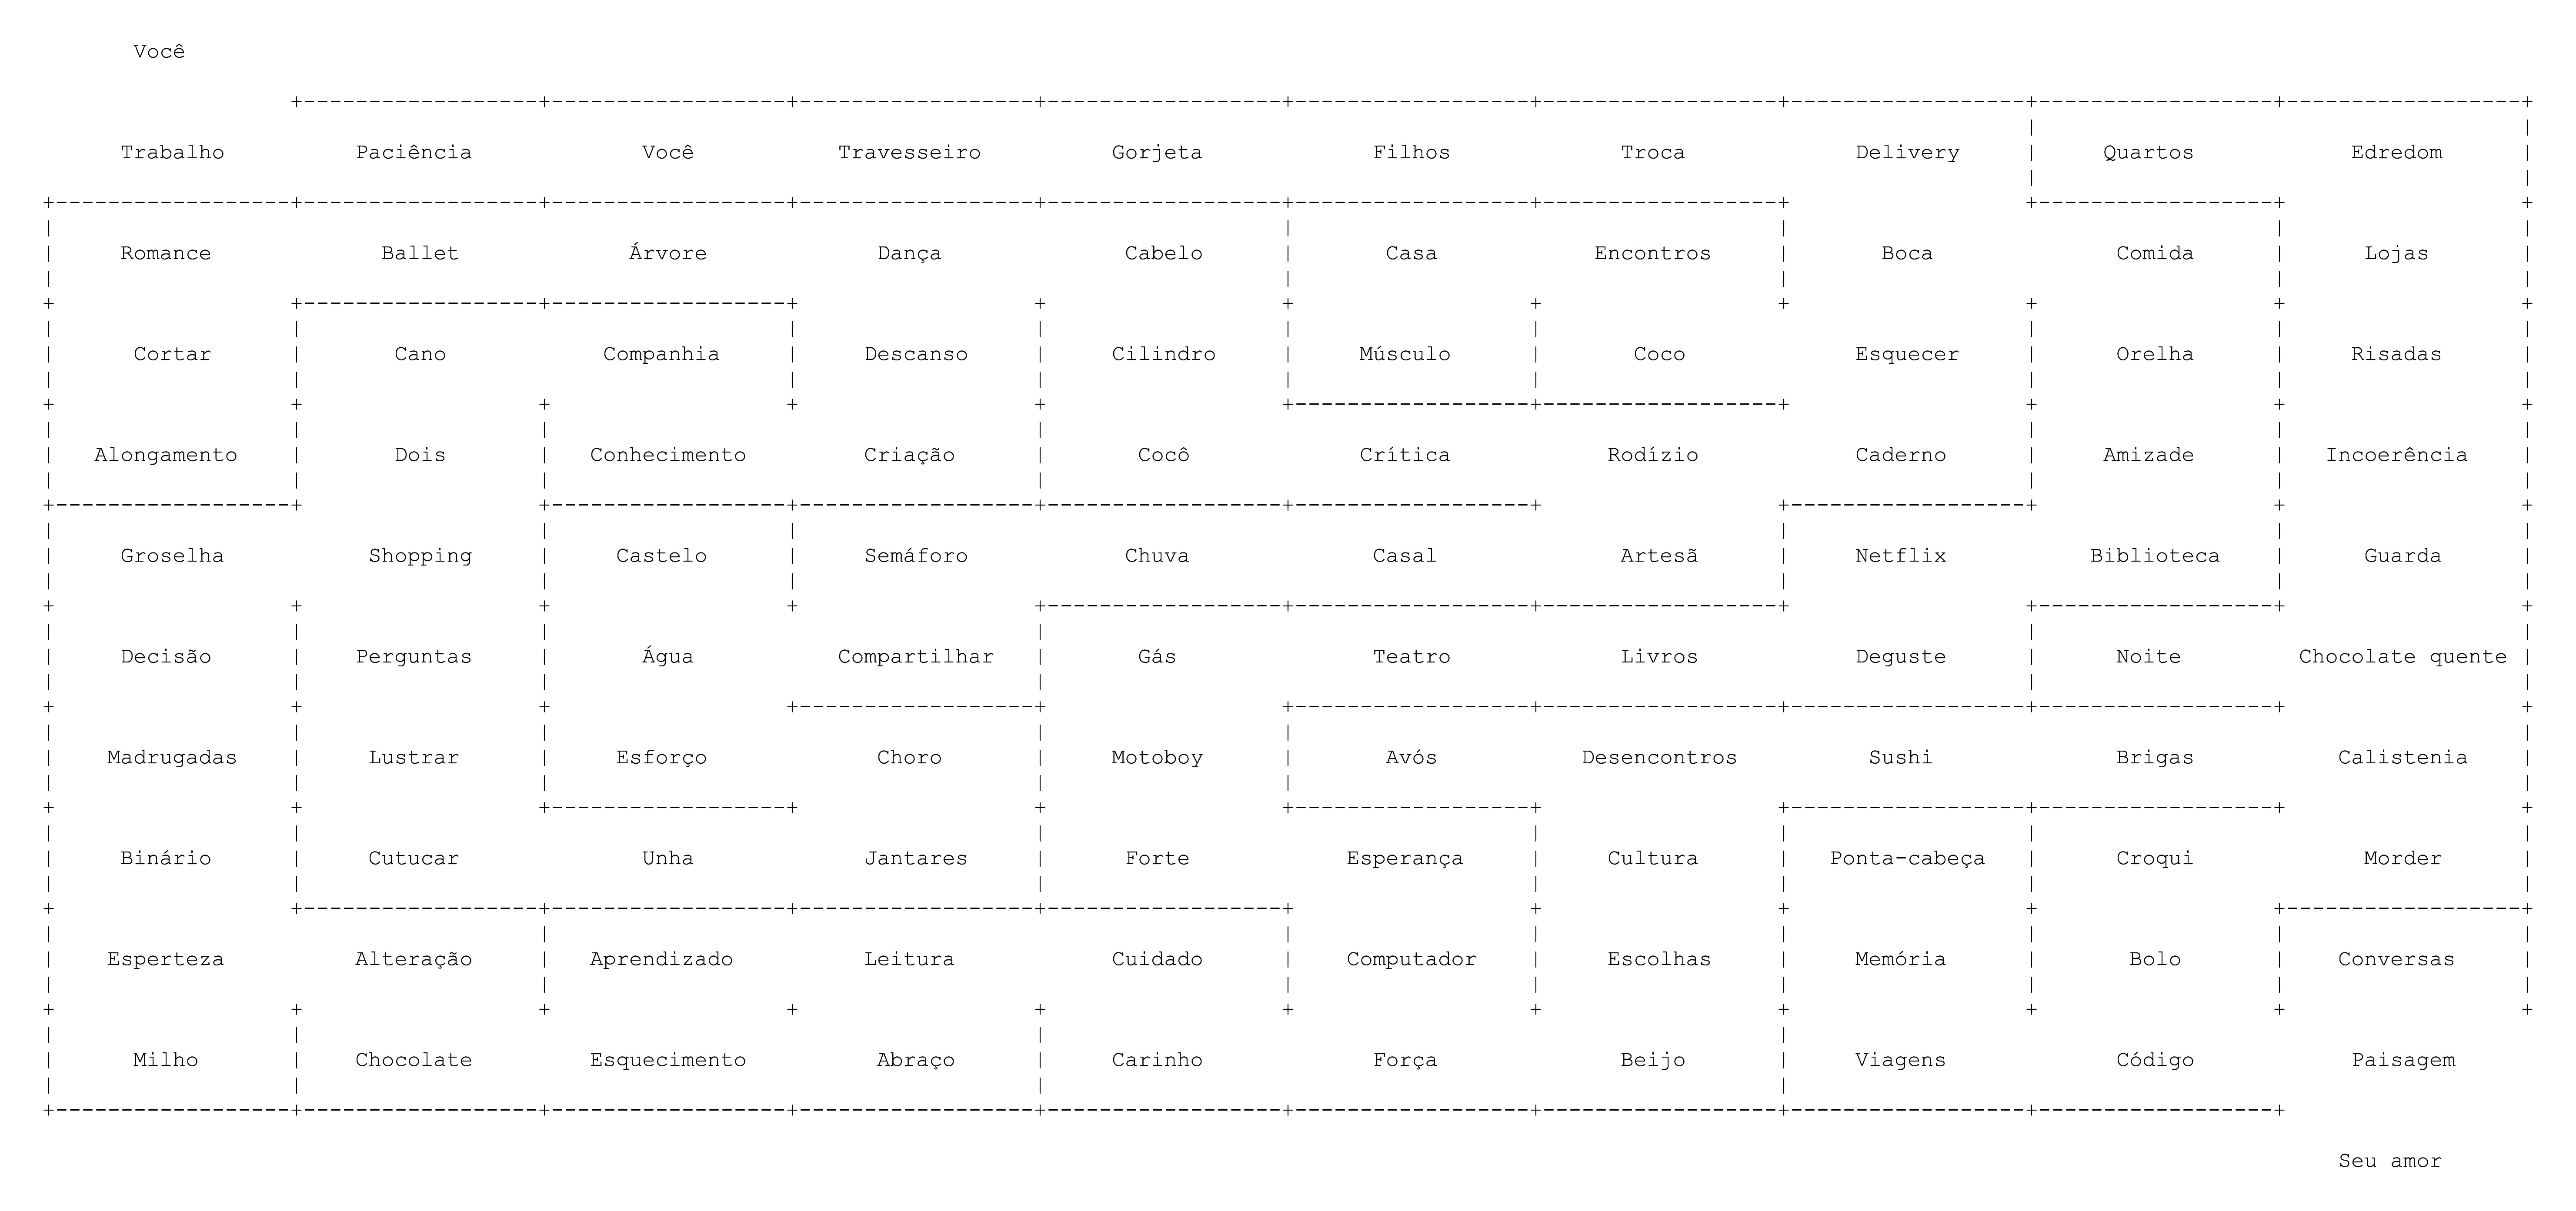 Você
Trabalho Paciência Você Travesseiro Gorjeta Filhos Troca Delivery Quartos Edredom
Romance Ballet Árvore Dança Cabelo Casa Encontros Boca Comida Lojas
Cortar Cano Companhia Descanso Cilindro Músculo Coco Esquecer Orelha Risadas
Alongamento Dois Conhecimento Criação Cocô Crítica Rodízio Caderno Amizade Incoerência
Groselha Shopping Castelo Semáforo Chuva Casal Artesã Netflix Biblioteca Guarda
Decisão Perguntas Água Compartilhar Gás Teatro Livros Deguste Noite Chocolate quente
Madrugadas Lustrar Esforço Choro Motoboy Avós Desencontros Sushi Brigas Calistenia
Binário Cutucar Unha Jantares Forte Esperança Cultura Ponta-cabeça Croqui Morder
Esperteza Alteração Aprendizado Leitura Cuidado Computador Escolhas Memória Bolo Conversas
Milho Chocolate Esquecimento Abraço Carinho Força Beijo Viagens Código Paisagem
Seu amor